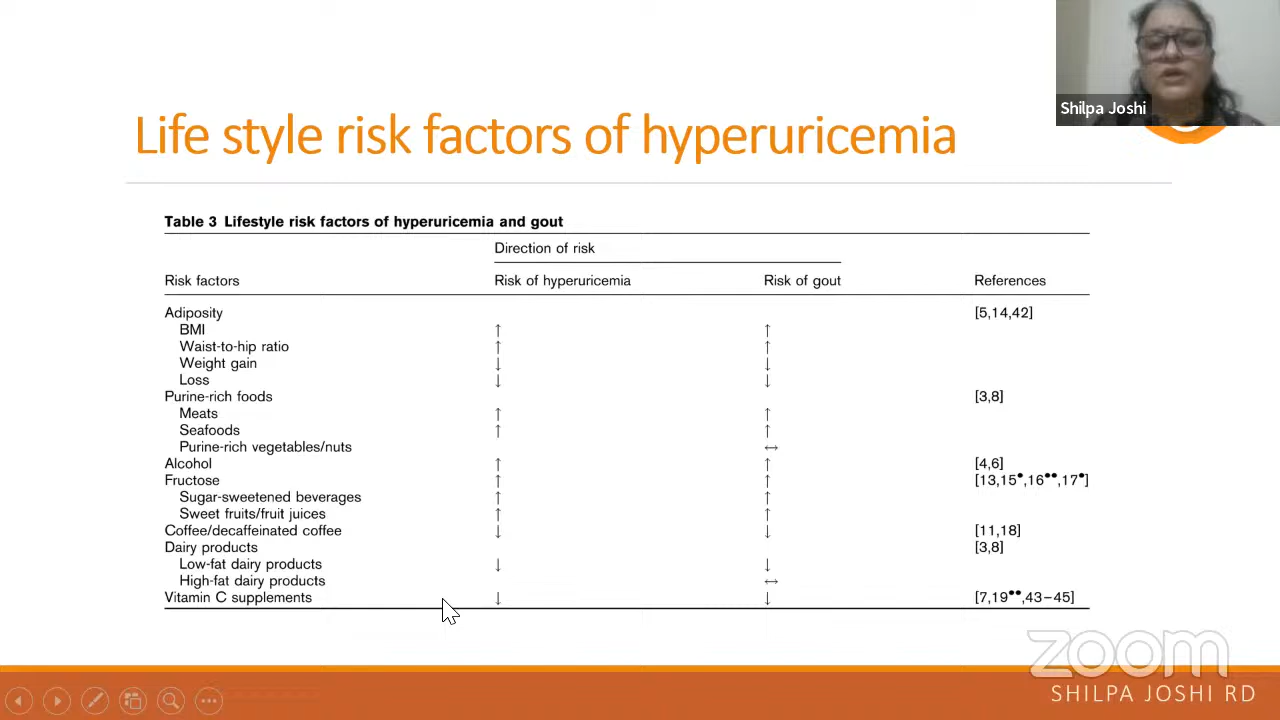 Shilpa Joshi
Life style risk factors of hyperuricemia
Table 3 Lifestyle risk factors of hyperuricemia and gout
Direction of risk
Risk factors Risk of hyperuricemia Risk of gout References
Adiposity [5,14,42]
BMI ↑ ↑
Waist-to-hip ratio ↑ ↑
Weight gain ↓ ↓
Loss ↓ ↓
Purine-rich foods [3,8]
Meats ↑ ↑
Seafoods ↑ ↑
Purine-rich vegetables/nuts ↔
Alcohol ↑ ↑ [4,6]
Fructose ↑ ↑ [13,15•,16••,17•]
Sugar-sweetened beverages ↑ ↑
Sweet fruits/fruit juices ↑ ↑
Coffee/decaffeinated coffee ↓ ↓ [11,18]
Dairy products [3,8]
Low-fat dairy products ↓ ↓
High-fat dairy products ↔
Vitamin C supplements ↓ ↓ [7,19••,43–45]
zoom
SHILPA JOSHI RD